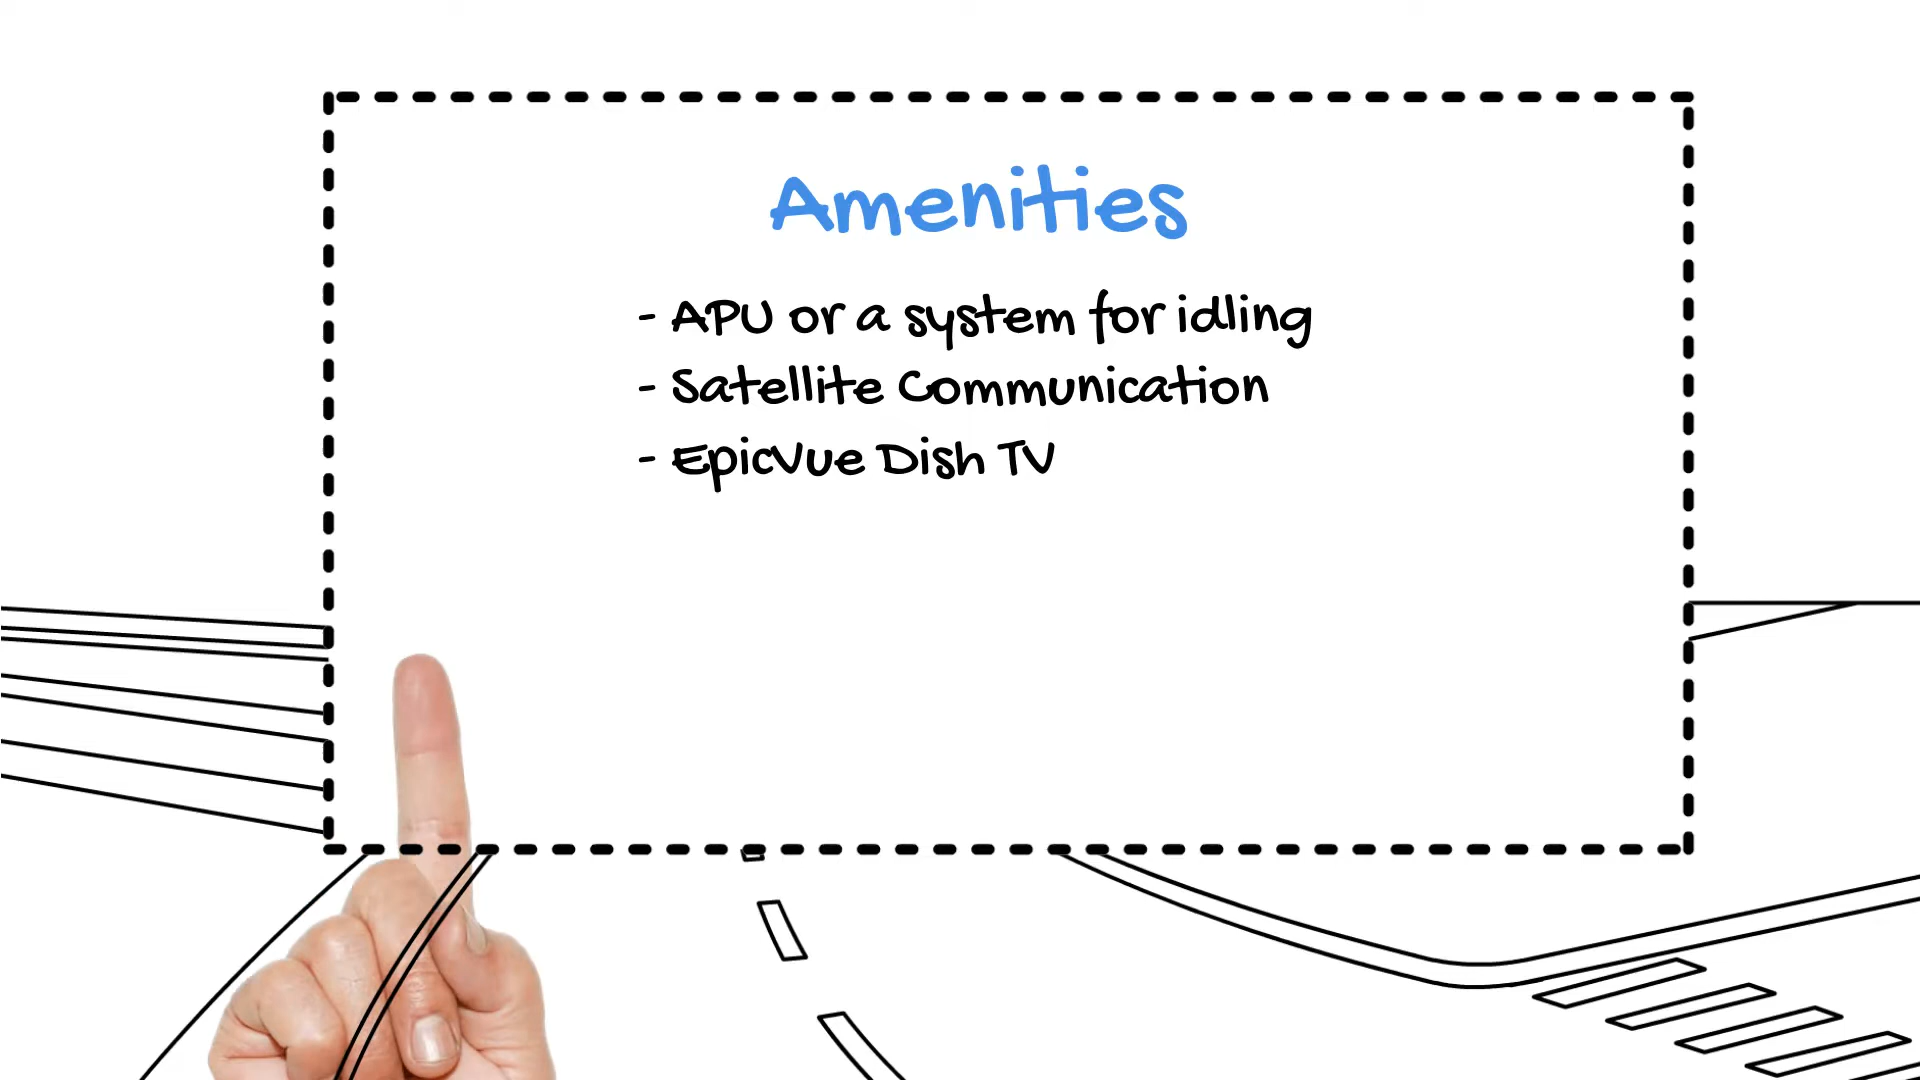 Amenities
- APU or a system for idling
- Satellite Communication
- EpicVue Dish TV